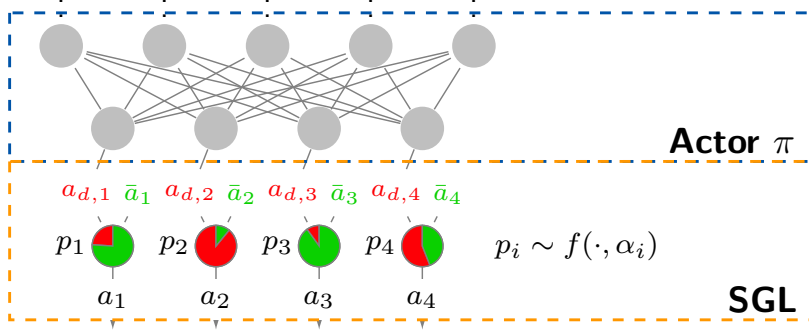 Actor π
a_{d,1} ā_1 a_{d,2} ā_2 a_{d,3} ā_3 a_{d,4} ā_4
p_1 p_2 p_3 p_4 p_i ∼ f(·, α_i)
a_1 a_2 a_3 a_4
SGL